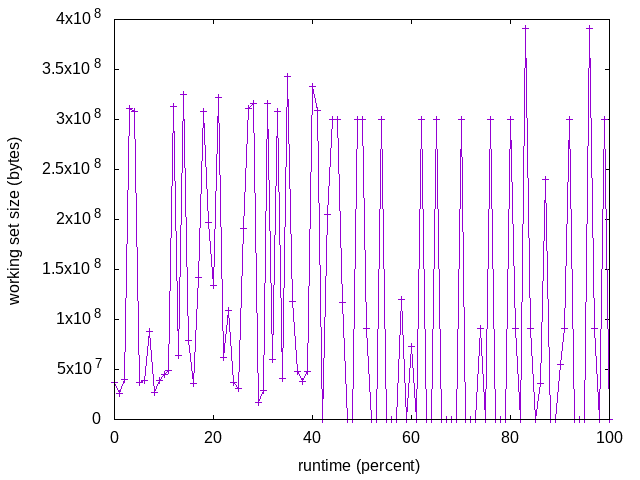 working set size (bytes)
4x10^8
3.5x10^8
3x10^8
2.5x10^8
2x10^8
1.5x10^8
1x10^8
5x10^7
0
0 20 40 60 80 100
runtime (percent)